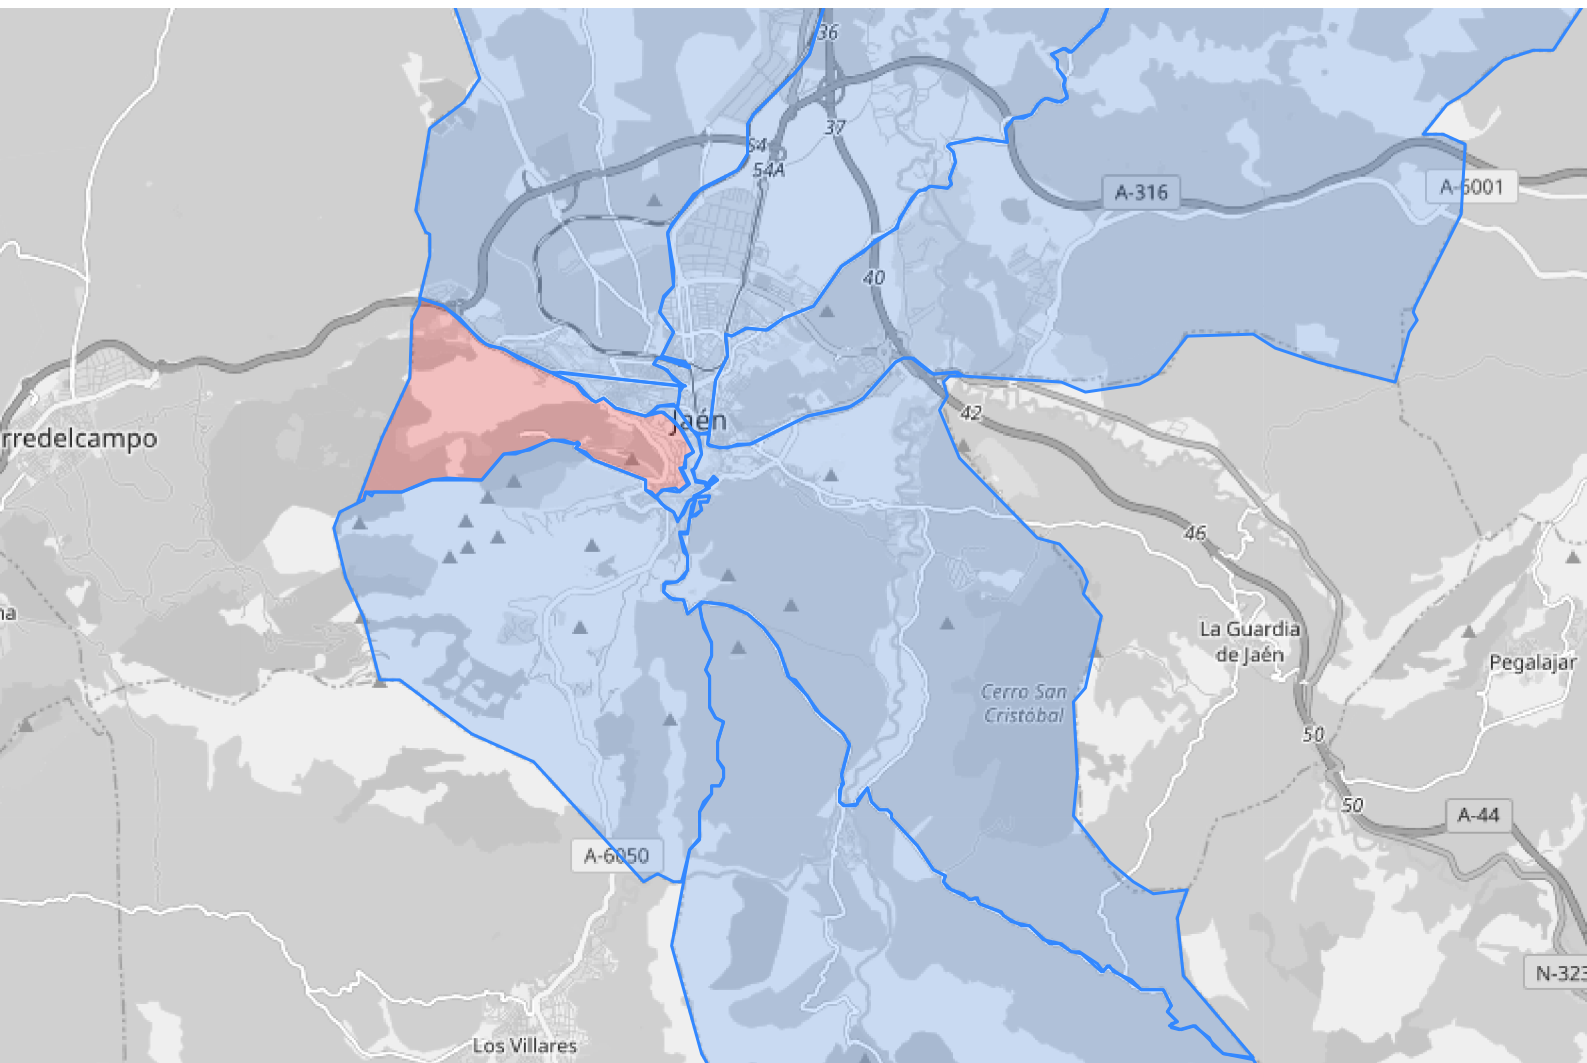 36
37
54
54A
A-316
A-6001
40
Jaén
42
rredelcampo
46
na
La Guardia
de Jaén
Pegalajar
Cerro San
Cristóbal
50
50
A-44
A-6050
N-323
Los Villares